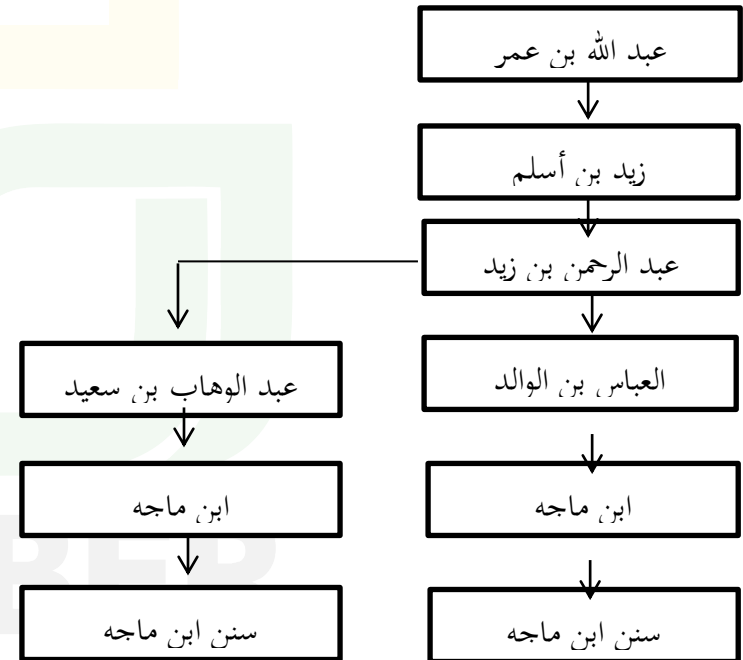 عبد الله بن عمر
زيد بن أسلم
عبد الرحمن بن زيد
العباس بن الوالد
عبد الوهاب بن سعيد
ابن ماجه
ابن ماجه
سنن ابن ماجه
سنن ابن ماجه